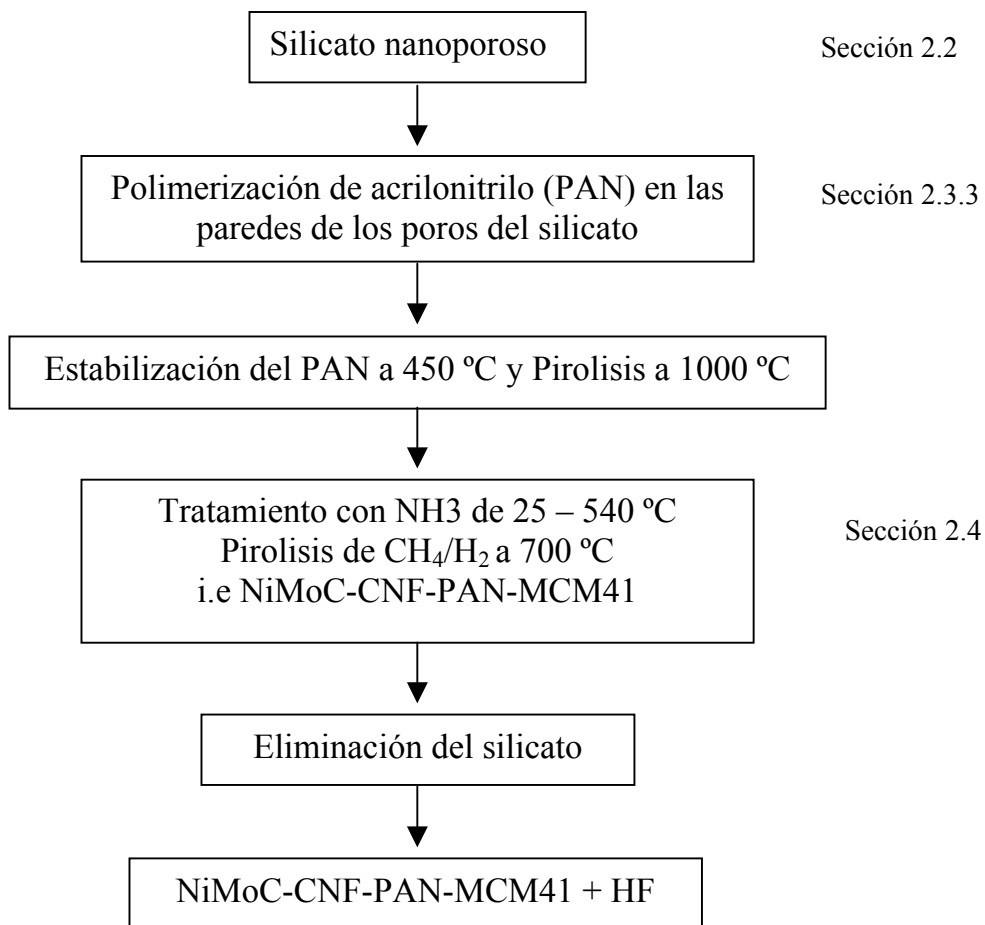 Silicato nanoporoso
Sección 2.2
Polimerización de acrilonitrilo (PAN) en las
paredes de los poros del silicato
Sección 2.3.3
Estabilización del PAN a 450 ºC y Pirolisis a 1000 ºC
Tratamiento con NH3 de 25 – 540 ºC
Pirolisis de CH₄/H₂ a 700 ºC
i.e NiMoC-CNF-PAN-MCM41
Sección 2.4
Eliminación del silicato
NiMoC-CNF-PAN-MCM41 + HF